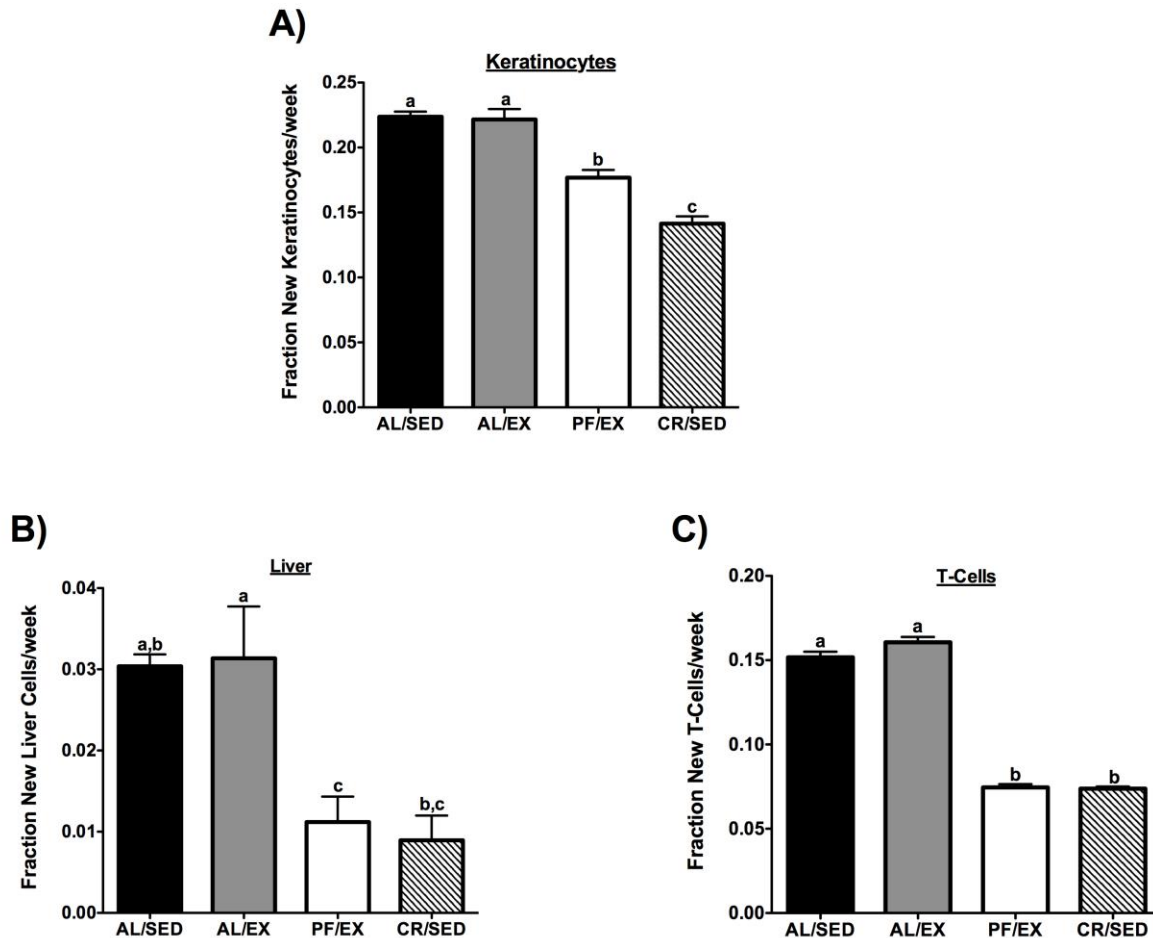 A)
Keratinocytes
Fraction New Keratinocytes/week
0.25
0.20
0.15
0.10
0.05
0.00
a
a
b
c
AL/SED AL/EX PF/EX CR/SED
B)
Liver
Fraction New Liver Cells/week
0.04
0.03
0.02
0.01
0.00
a,b
a
c
b,c
AL/SED AL/EX PF/EX CR/SED
C)
T-Cells
Fraction New T-Cells/week
0.20
0.15
0.10
0.05
0.00
a
a
b
b
AL/SED AL/EX PF/EX CR/SED